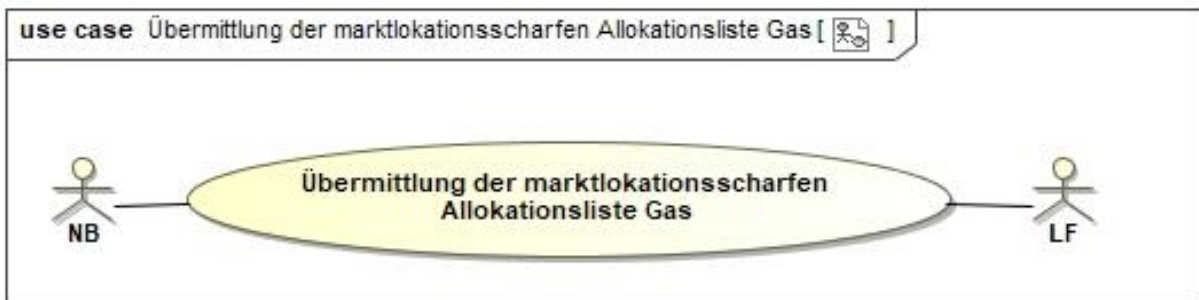 use case Übermittlung der marktlokationsscharfen Allokationsliste Gas [ ]
Übermittlung der marktlokationsscharfen
Allokationsliste Gas
NB
LF